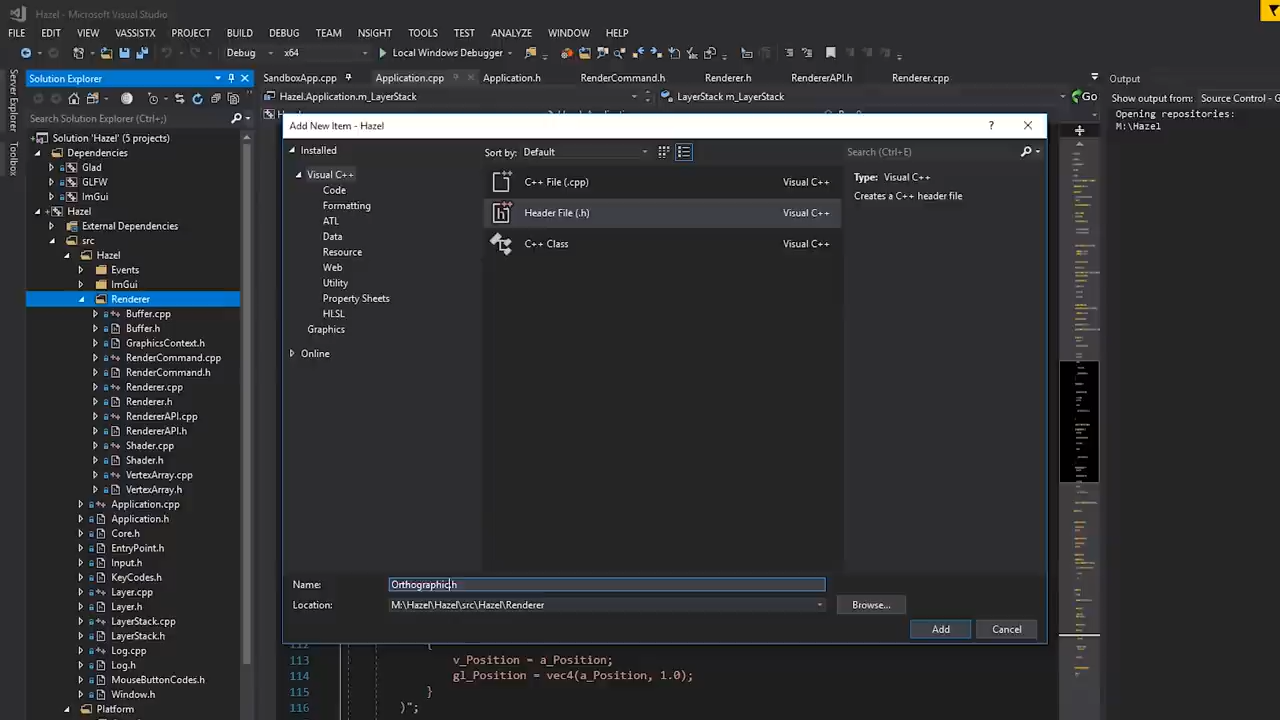 Hazel - Microsoft Visual Studio
FILE EDIT VIEW VASSISTX PROJECT BUILD DEBUG TEAM NSIGHT TOOLS TEST ANALYZE WINDOW HELP
Debug x64 Local Windows Debugger
Server Explorer
Toolbox
Solution Explorer
SandboxApp.cpp Application.cpp Application.h RenderCommand.h Renderer.h RendererAPI.h Renderer.cpp
Output
Hazel.Application.m_LayerStack LayerStack m_LayerStack Go
Show output from: Source Control - G
Opening repositories:
M:\Hazel
Search Solution Explorer (Ctrl+;)
Solution 'Hazel' (5 projects)
Dependencies
Glad
GLFW
ImGui
Hazel
External Dependencies
src
Hazel
Events
ImGui
Renderer
Buffer.cpp
Buffer.h
GraphicsContext.h
RenderCommand.cpp
RenderCommand.h
Renderer.cpp
Renderer.h
RendererAPI.cpp
RendererAPI.h
Shader.cpp
Shader.h
VertexArray.cpp
VertexArray.h
Application.cpp
Application.h
Core.h
EntryPoint.h
Input.h
KeyCodes.h
Layer.cpp
Layer.h
LayerStack.cpp
LayerStack.h
Log.cpp
Log.h
MouseButtonCodes.h
Window.h
Platform
Add New Item - Hazel
Installed
Visual C++
Code
Formatting
ATL
Data
Resource
Web
Utility
Property Sheets
HLSL
Graphics
Online
Sort by: Default
Search (Ctrl+E)
C++ File (.cpp) Visual C++
Header File (.h) Visual C++
C++ Class Visual C++
Type: Visual C++
Creates a C++ header file
Name: Orthographic.h
Location: M:\Hazel\Hazel\src\Hazel\Renderer
Browse...
Add Cancel
{
113 v_Position = a_Position;
114 gl_Position = vec4(a_Position, 1.0);
115 }
116 )";